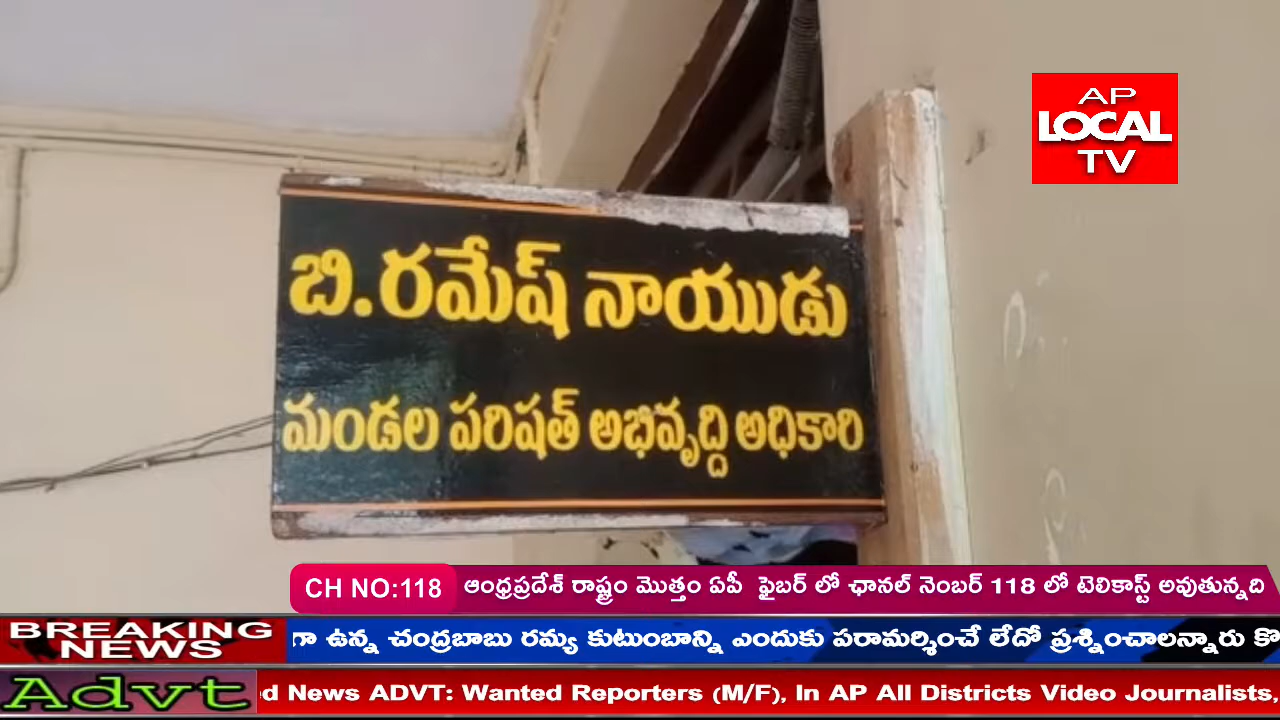 AP
LOCAL
TV
బి.రమేష్ నాయుడు
మండల పరిషత్ అభివృద్ది అధికారి
CH NO:118 ఆంధ్రప్రదేశ్ రాష్ట్రం మొత్తం ఏపీ ఫైబర్ లో ఛానల్ నెంబర్ 118 లో టెలికాస్ట్ అవుతున్నది
BREAKING NEWS గా ఉన్న చంద్రబాబు రమ్య కుటుంబాన్ని ఎందుకు పరామర్శించే లేదో ప్రశ్నించాలన్నారు కొ
Advt d News ADVT: Wanted Reporters (M/F), In AP All Districts Video Journalists,